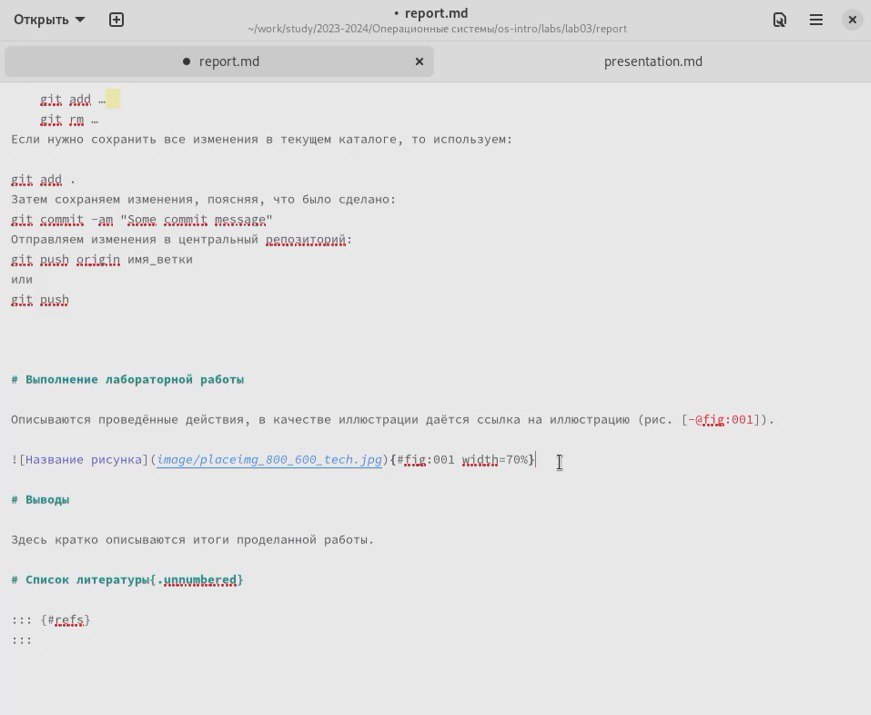 Открыть
• report.md
~/work/study/2023-2024/Операционные системы/os-intro/labs/lab03/report
report.md
presentation.md
git add …
git rm …
Если нужно сохранить все изменения в текущем каталоге, то используем:
git add .
Затем сохраняем изменения, поясняя, что было сделано:
git commit -am "Some commit message"
Отправляем изменения в центральный репозиторий:
git push origin имя_ветки
или
git push
# Выполнение лабораторной работы
Описываются проведённые действия, в качестве иллюстрации даётся ссылка на иллюстрацию (рис. [-@fig:001]).
![Название рисунка](image/placeimg_800_600_tech.jpg){#fig:001 width=70%}
# Выводы
Здесь кратко описываются итоги проделанной работы.
# Список литературы{.unnumbered}
::: {#refs}
:::